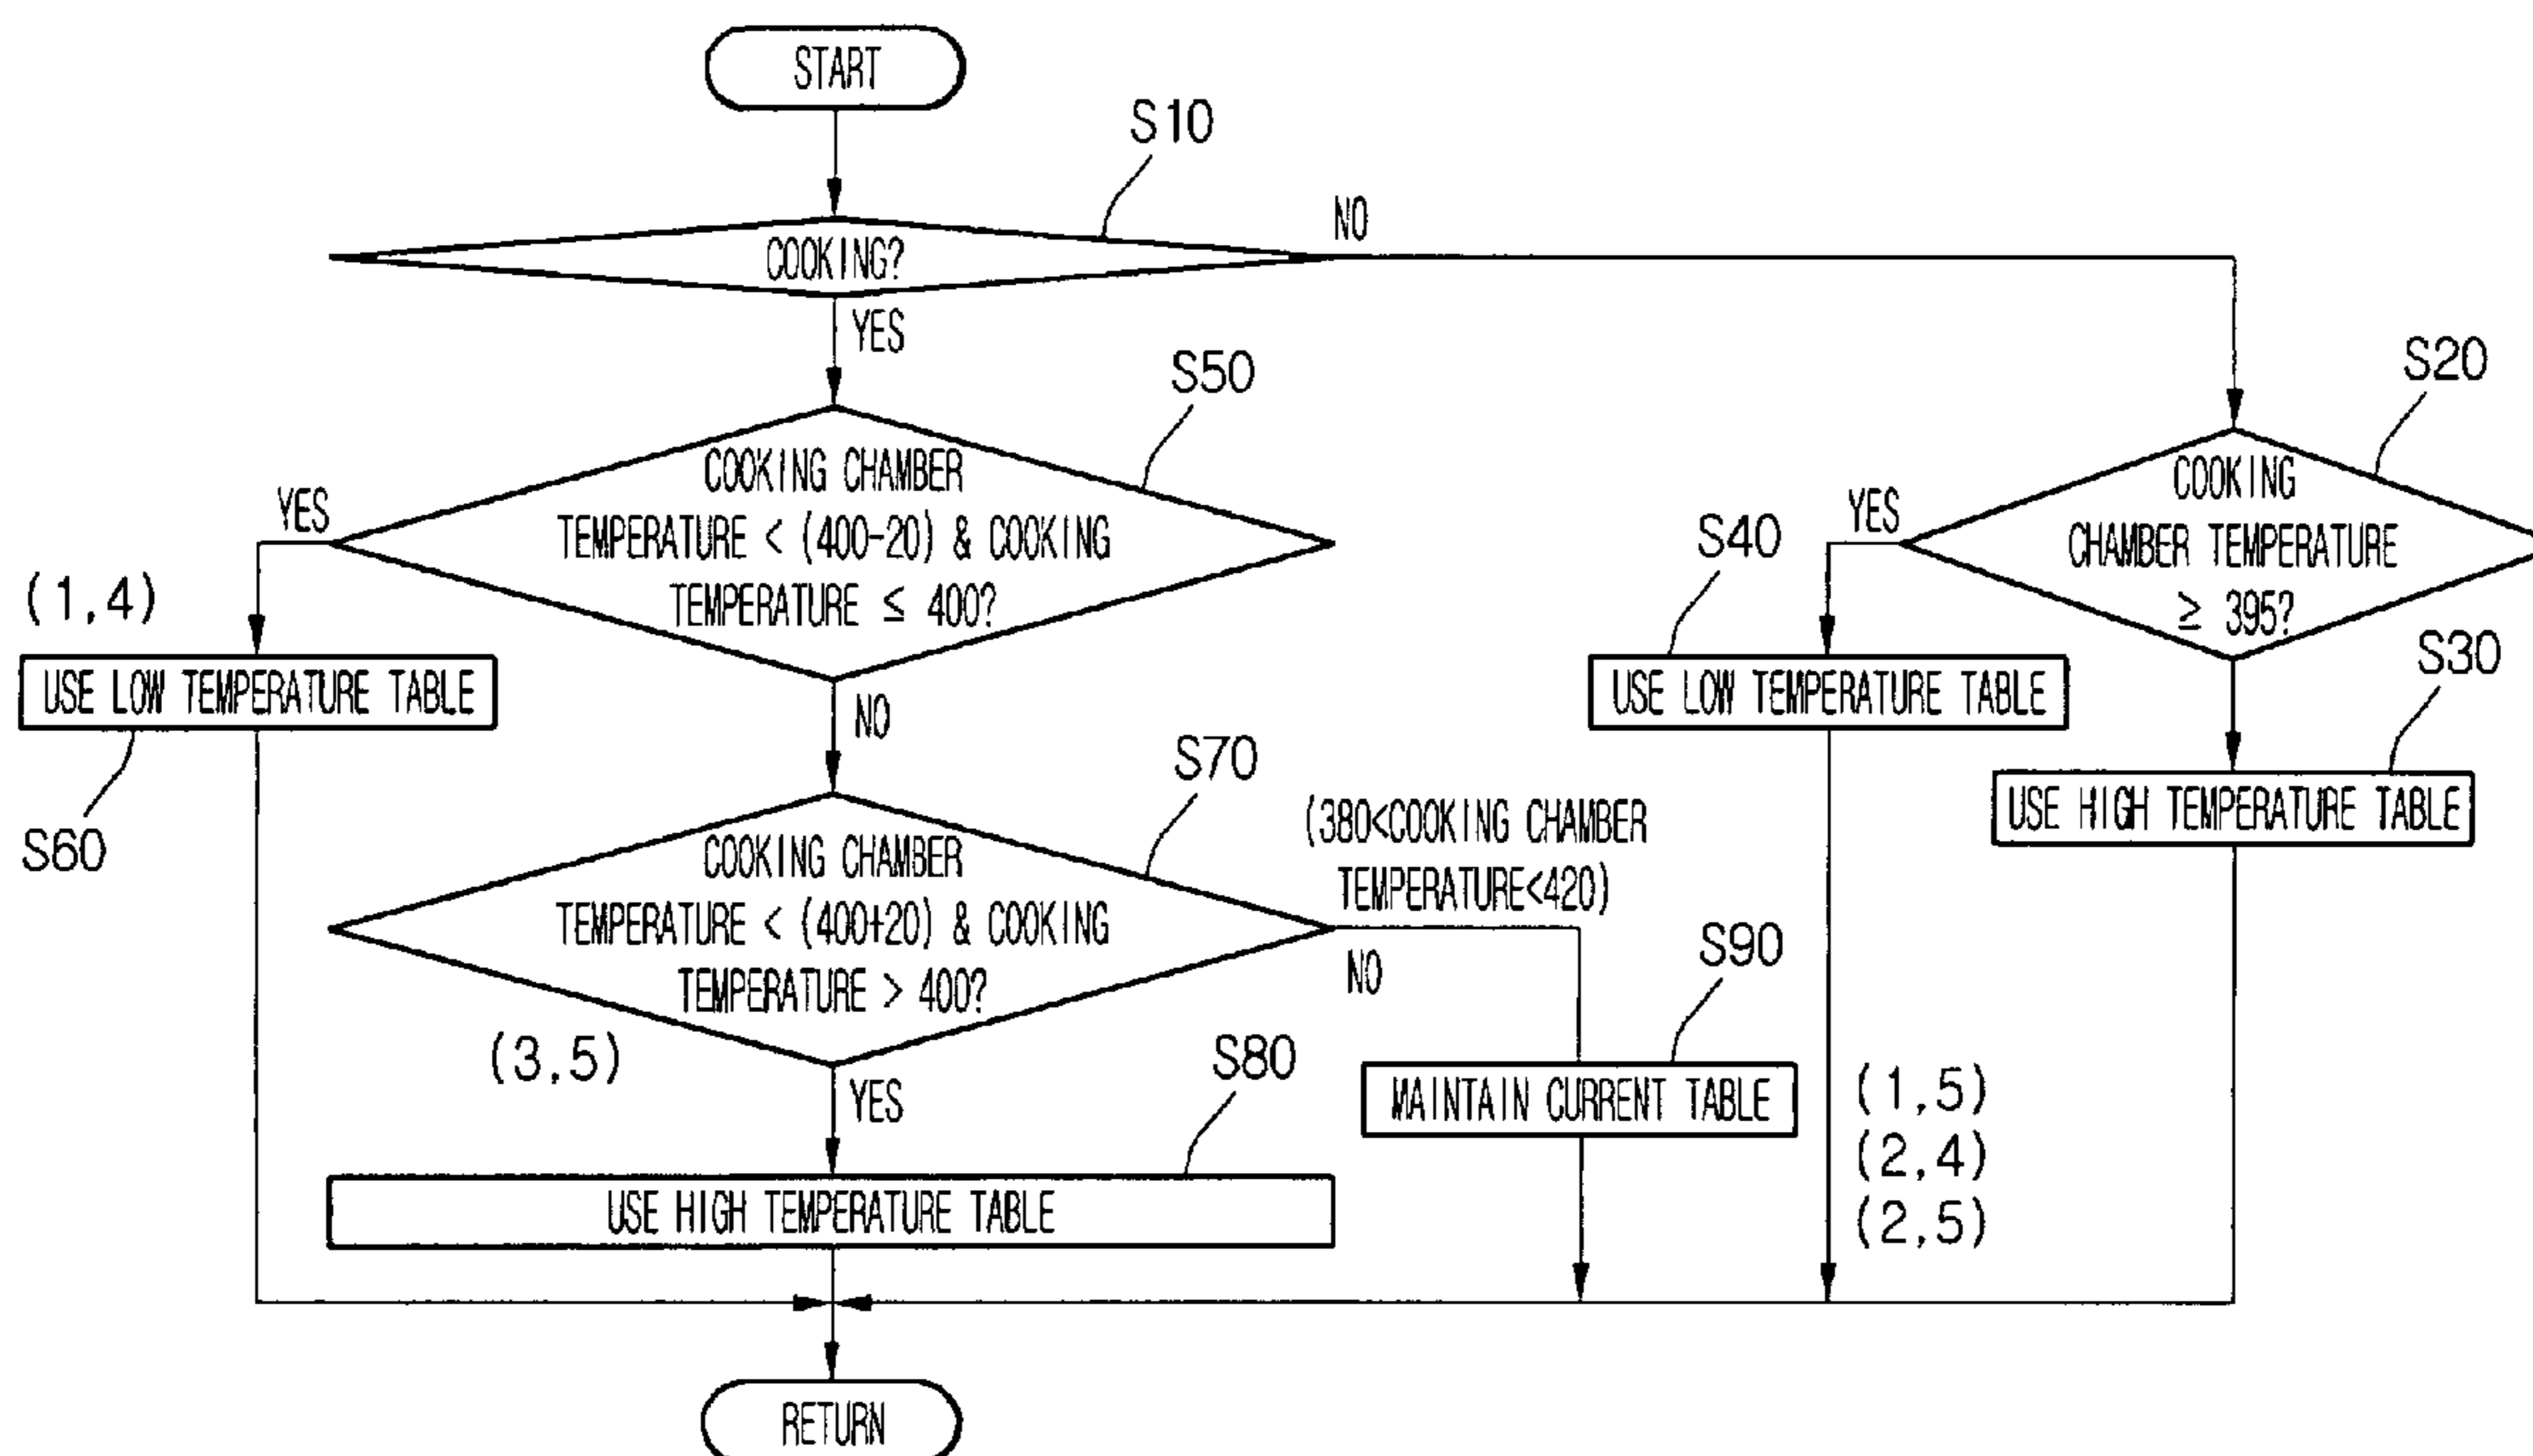 START
S10
NO
COOKING?
YES
S50
S20
COOKING CHAMBER
TEMPERATURE < (400-20) & COOKING
TEMPERATURE ≤ 400?
YES
COOKING
CHAMBER TEMPERATURE
≥ 395?
YES
S40
(1,4)
USE LOW TEMPERATURE TABLE
S60
NO
USE LOW TEMPERATURE TABLE
S30
USE HIGH TEMPERATURE TABLE
S70
(380<COOKING CHAMBER
TEMPERATURE<420)
COOKING CHAMBER
TEMPERATURE < (400+20) & COOKING
TEMPERATURE > 400?
NO
S90
(3,5)
YES
S80
MAINTAIN CURRENT TABLE
(1,5)
(2,4)
(2,5)
USE HIGH TEMPERATURE TABLE
RETURN